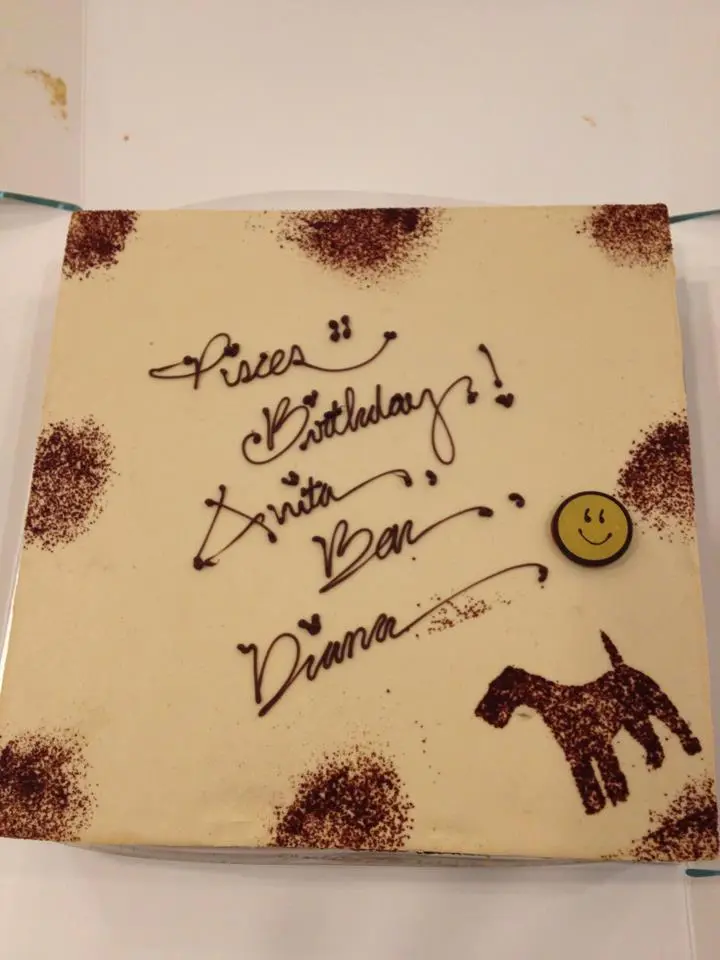 Pisces
Birthday!
Anita,
Ben,
Diana